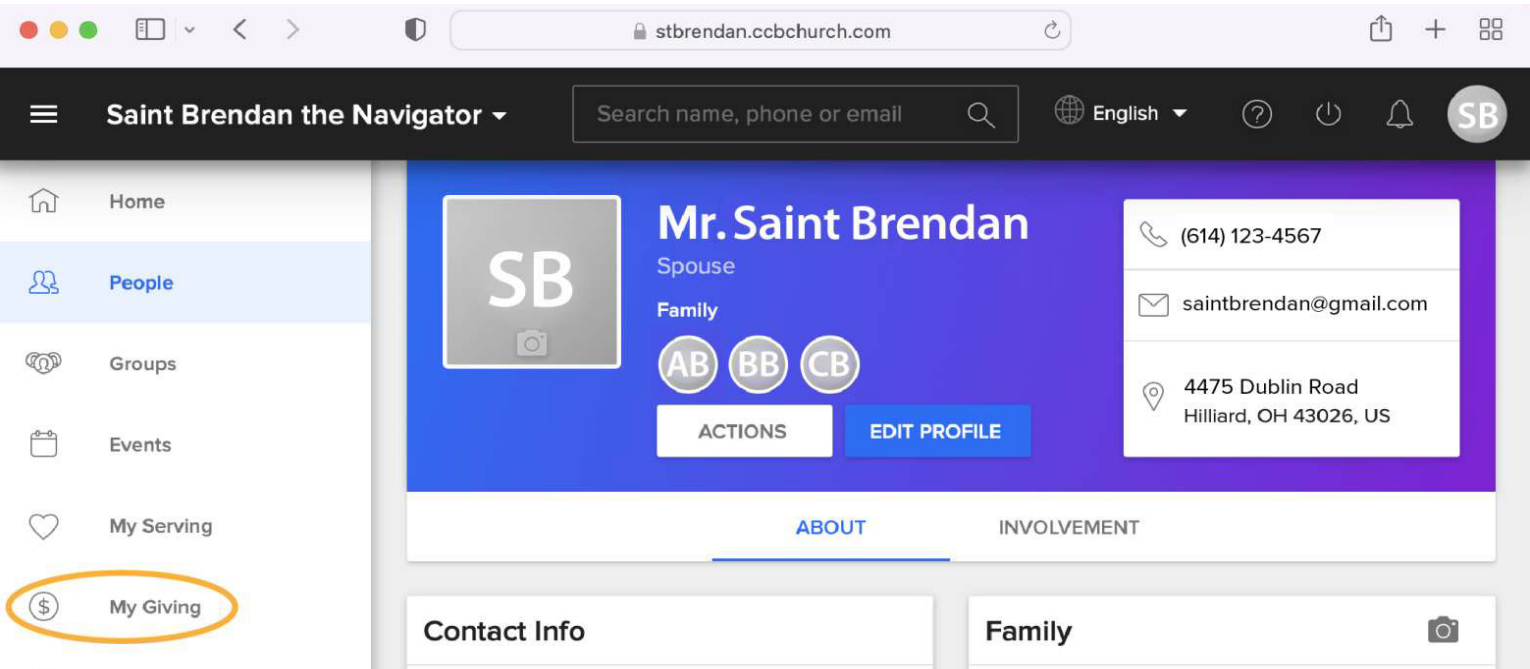 stbrendan.ccbchurch.com
Saint Brendan the Navigator
Search name, phone or email
English
?
SB
Home
People
Groups
Events
My Serving
$
My Giving
SB
Mr. Saint Brendan
Spouse
Family
AB BB CB
ACTIONS
EDIT PROFILE
(614) 123-4567
saintbrendan@gmail.com
4475 Dublin Road
Hilliard, OH 43026, US
ABOUT
INVOLVEMENT
Contact Info
Family